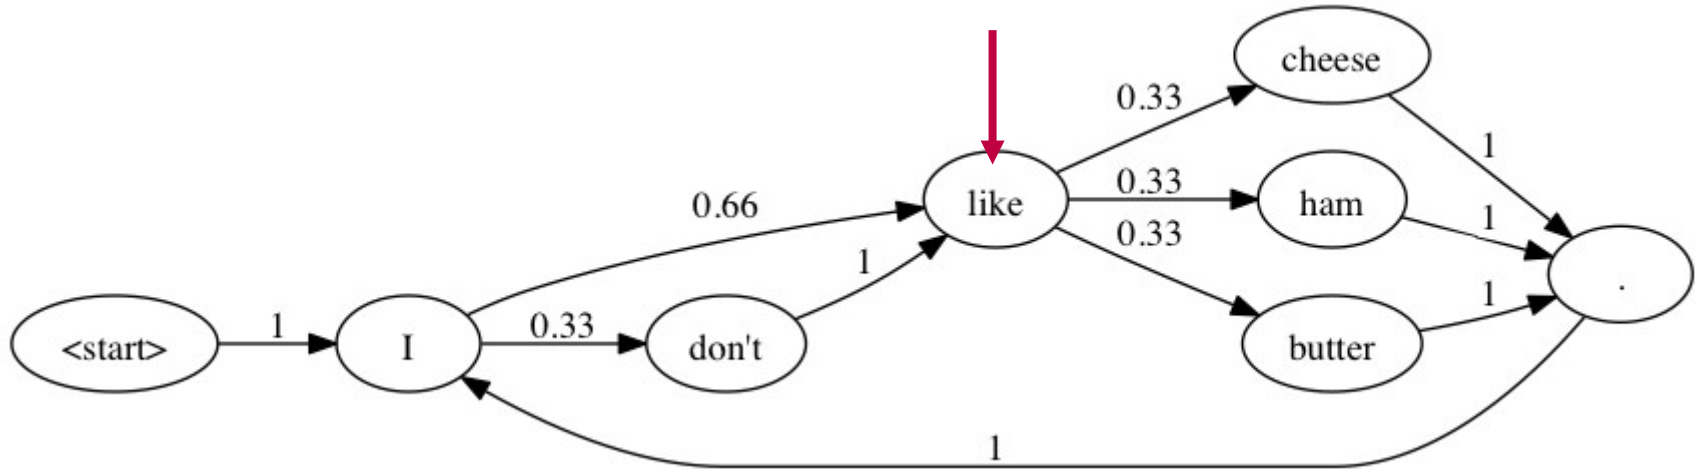 cheese
0.33
1
0.66
like
0.33
ham
1
0.33
1
.
1
<start>
1
I
0.33
don't
butter
1